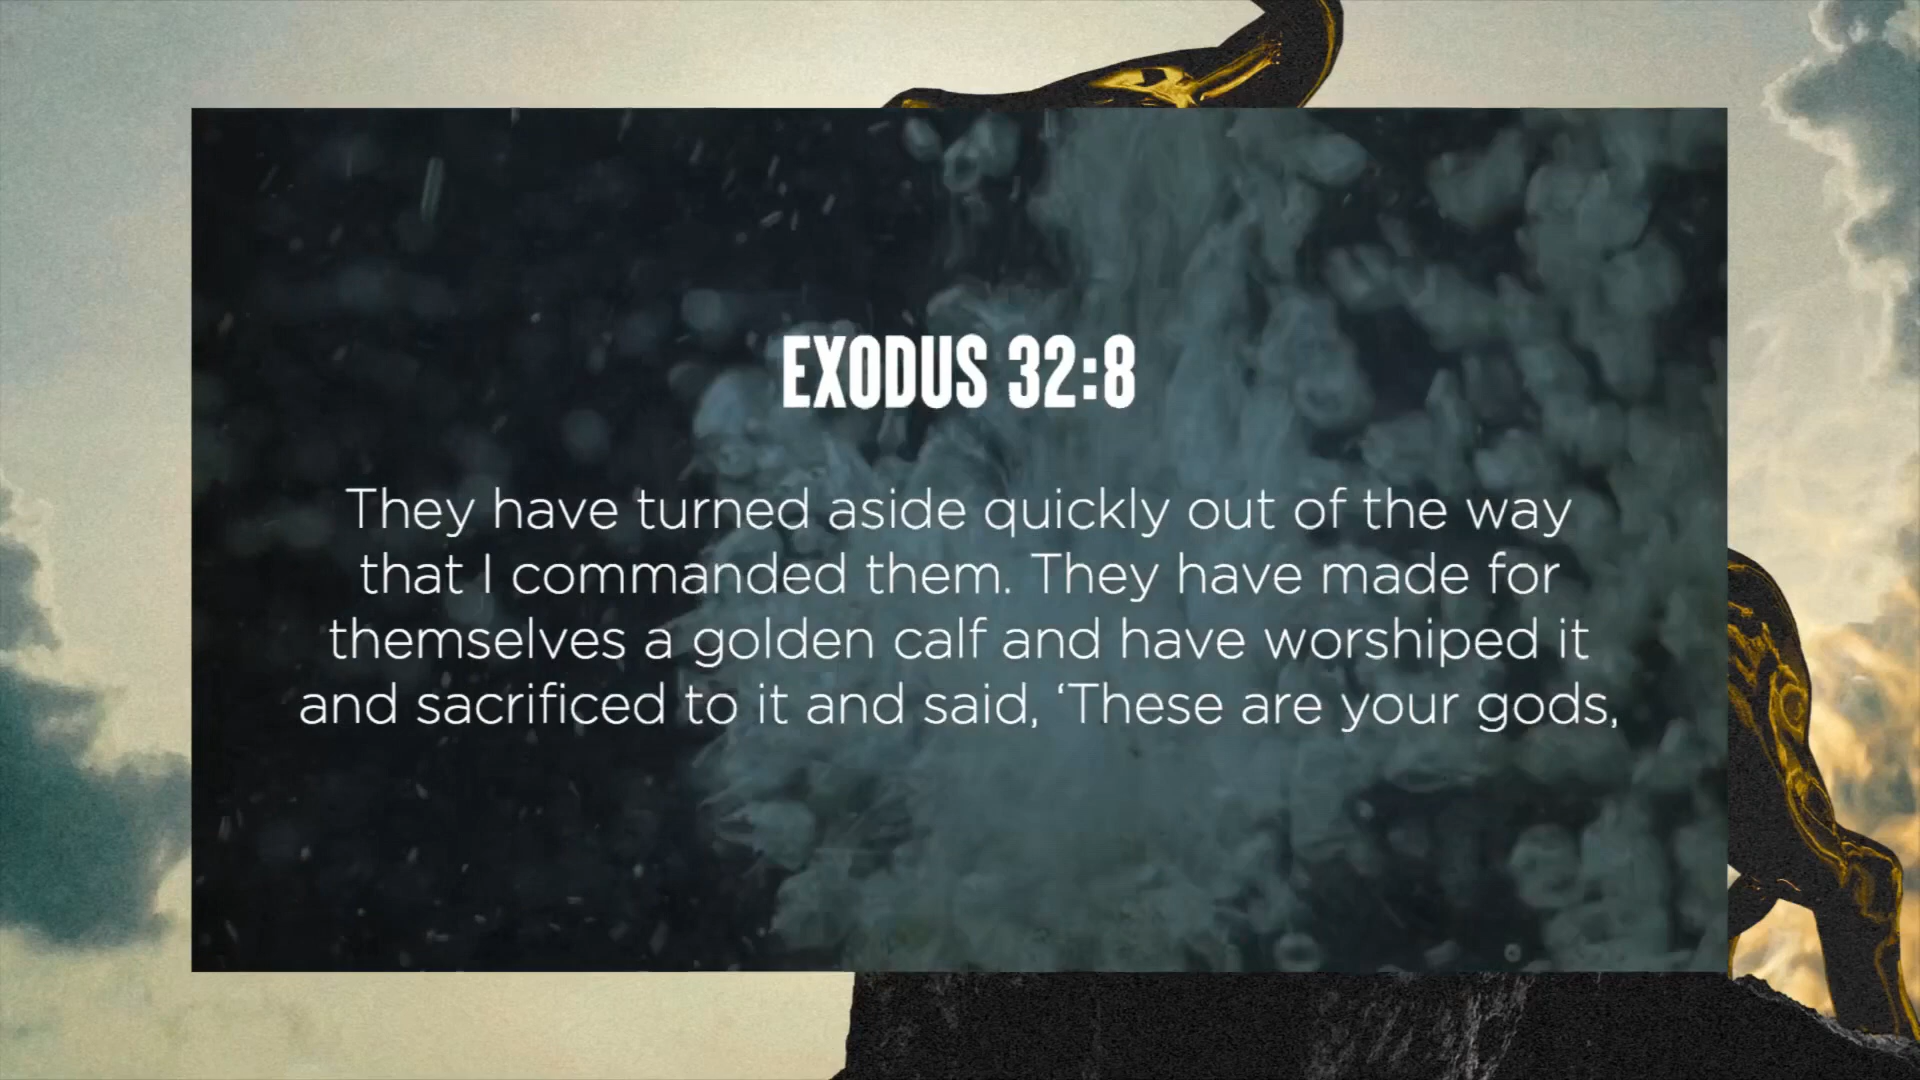 EXODUS 32:8
They have turned aside quickly out of the way
that I commanded them. They have made for
themselves a golden calf and have worshiped it
and sacrificed to it and said, ‘These are your gods,